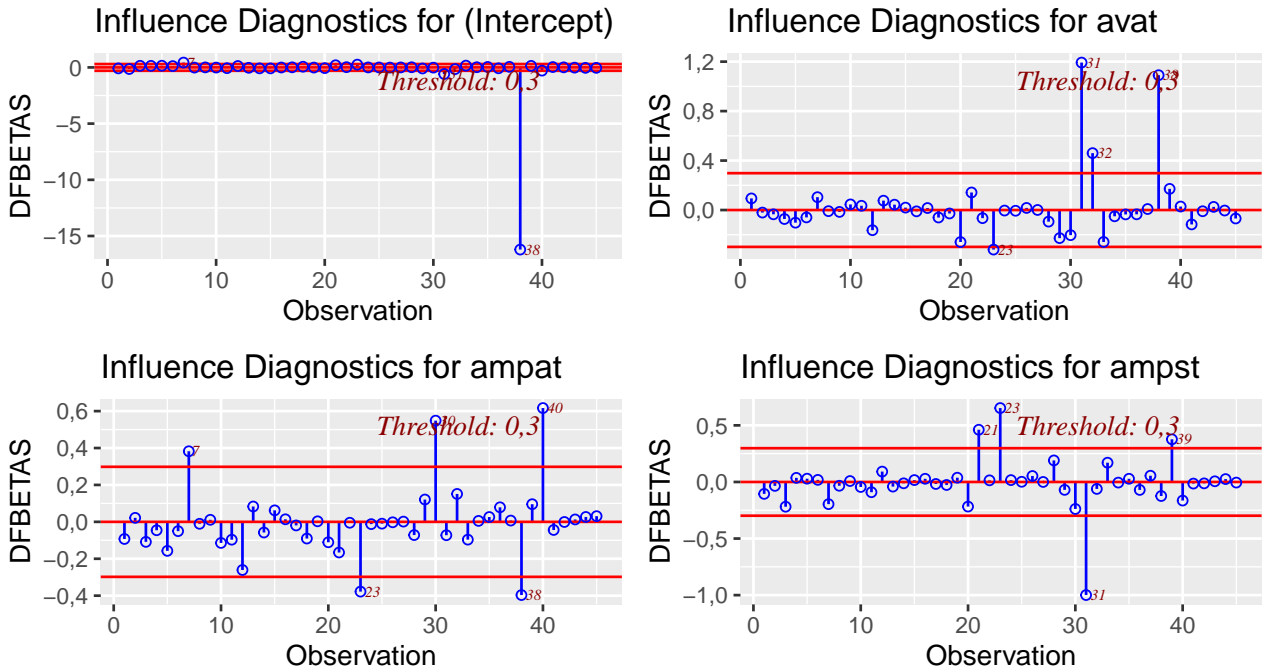 Influence Diagnostics for (Intercept)
DFBETAS
0
−5
−10
−15
7
31
Threshold: 0,3
38
0 10 20 30 40
Observation
Influence Diagnostics for avat
DFBETAS
1,2
0,8
0,4
0,0
31
38
Threshold: 0,3
32
23
0 10 20 30 40
Observation
Influence Diagnostics for ampat
DFBETAS
0,6
0,4
0,2
0,0
−0,2
−0,4
7
30
40
Threshold: 0,3
23
38
0 10 20 30 40
Observation
Influence Diagnostics for ampst
DFBETAS
0,5
0,0
−0,5
−1,0
21
23
Threshold: 0,3
39
31
0 10 20 30 40
Observation